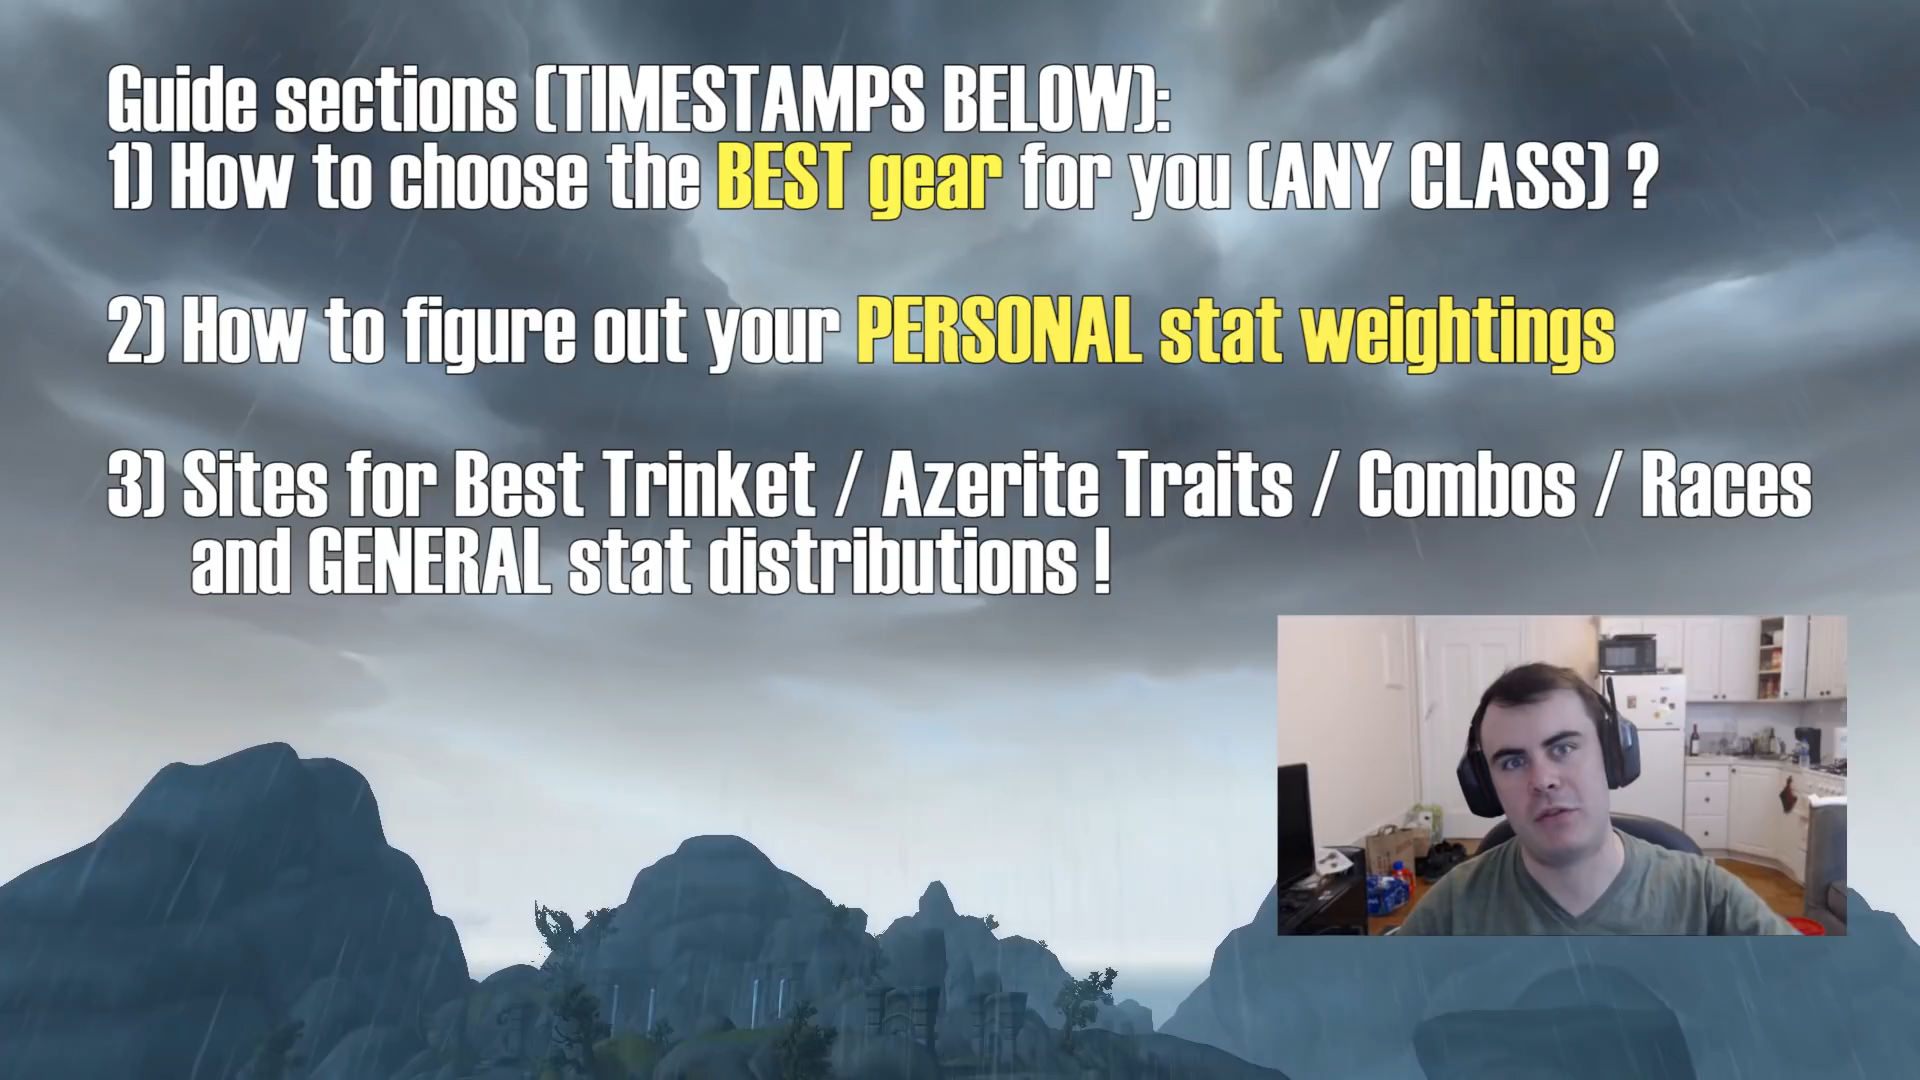 Guide sections (TIMESTAMPS BELOW):
1) How to choose the BEST gear for you (ANY CLASS) ?
2) How to figure out your PERSONAL stat weightings
3) Sites for Best Trinket / Azerite Traits / Combos / Races
and GENERAL stat distributions !